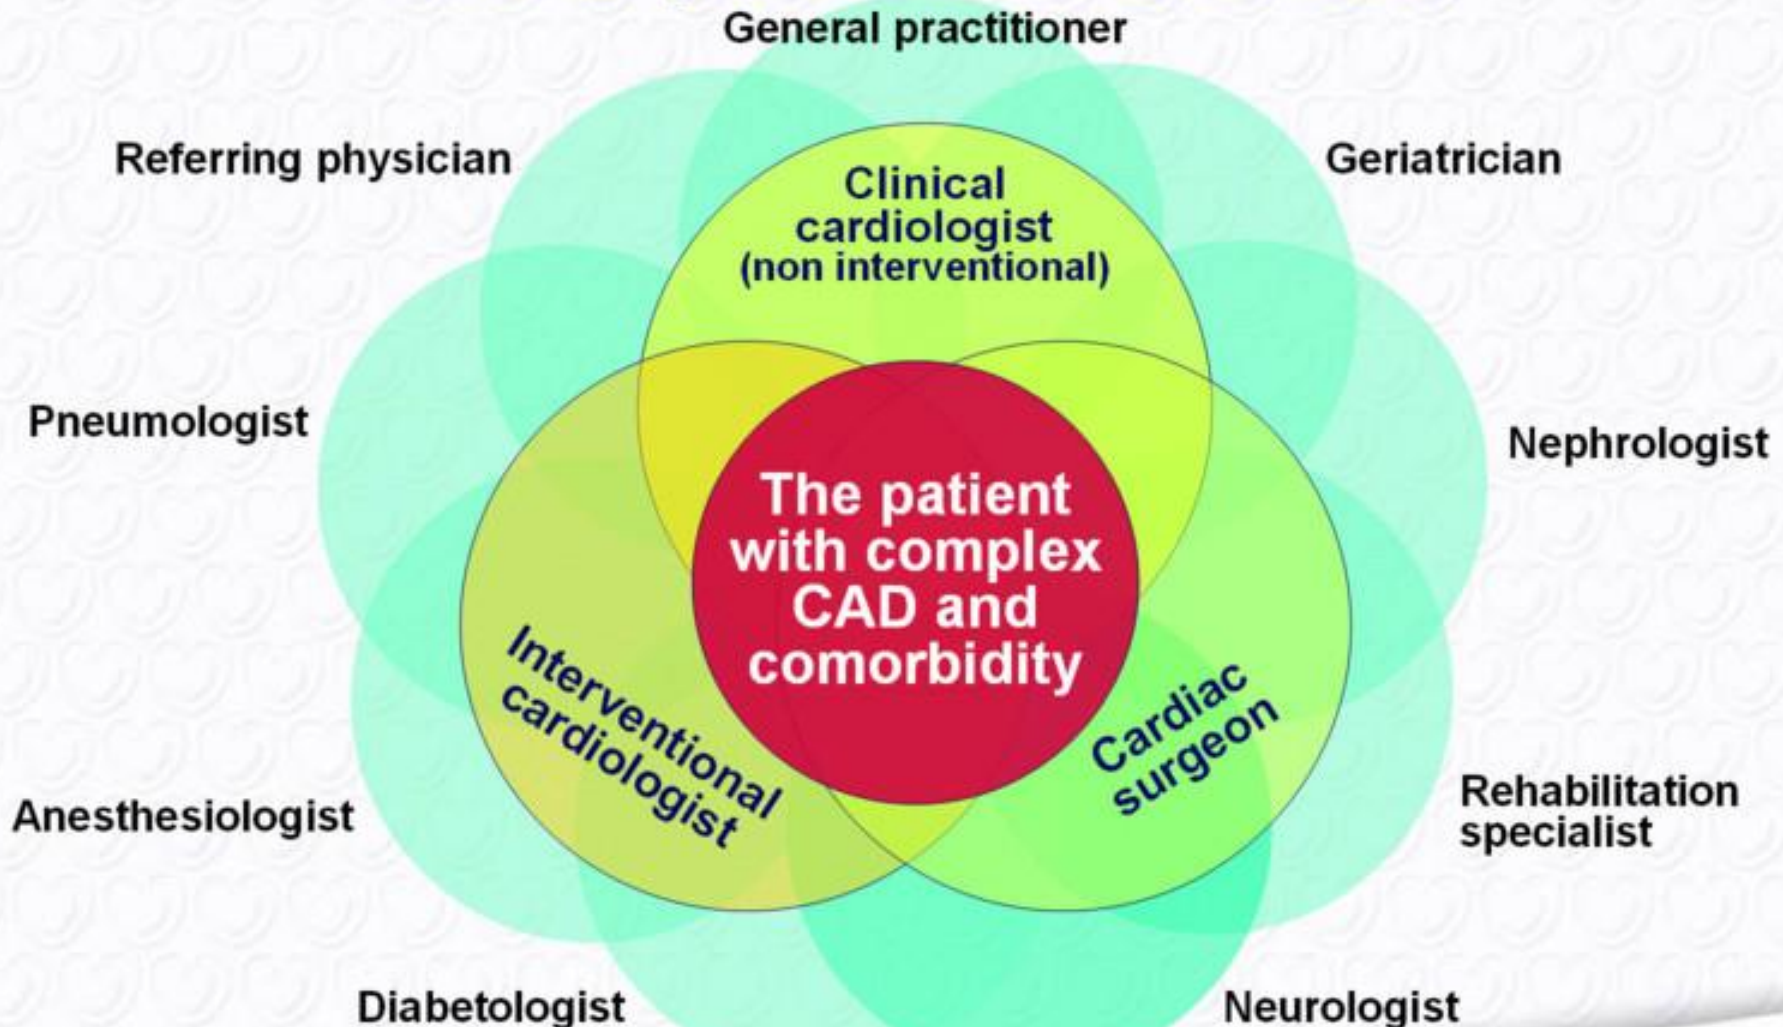 General practitioner
Referring physician
Geriatrician
Clinical
cardiologist
(non interventional)
Pneumologist
Nephrologist
The patient
with complex
CAD and
comorbidity
Interventional
cardiologist
Cardiac
surgeon
Anesthesiologist
Rehabilitation
specialist
Diabetologist
Neurologist